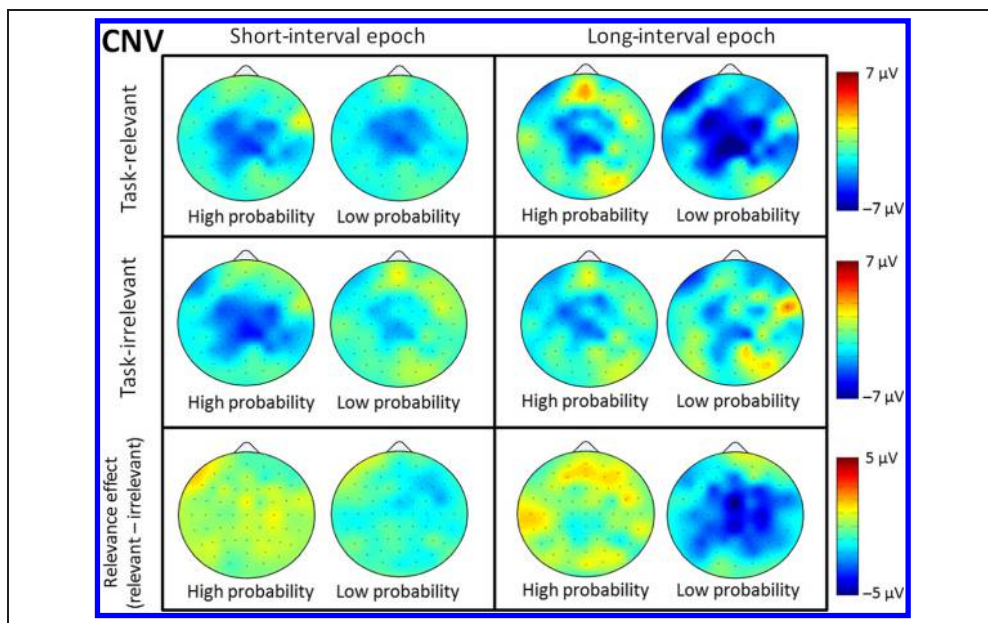 CNV
Short-interval epoch
Long-interval epoch
Task-relevant
High probability
Low probability
High probability
Low probability
7 µV
−7 µV
Task-irrelevant
High probability
Low probability
High probability
Low probability
7 µV
−7 µV
Relevance effect
(relevant – irrelevant)
High probability
Low probability
High probability
Low probability
5 µV
−5 µV